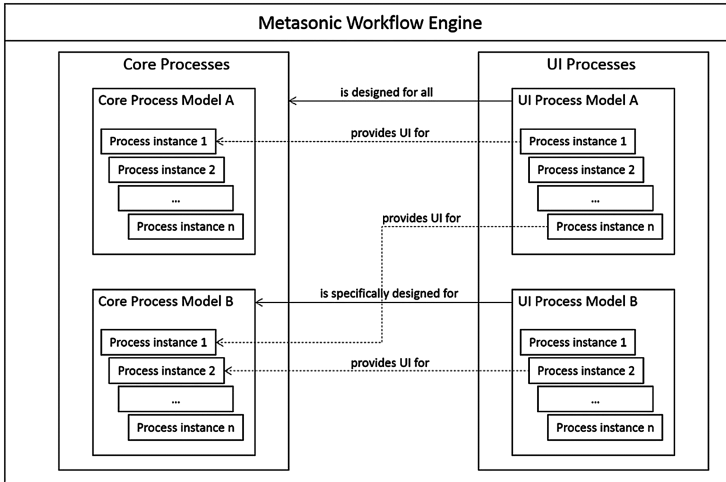 Metasonic Workflow Engine
Core Processes
UI Processes
Core Process Model A
is designed for all
UI Process Model A
Process instance 1
provides UI for
Process instance 1
Process instance 2
Process instance 2
...
...
Process instance n
provides UI for
Process instance n
Core Process Model B
is specifically designed for
UI Process Model B
Process instance 1
Process instance 1
Process instance 2
provides UI for
Process instance 2
...
...
Process instance n
Process instance n